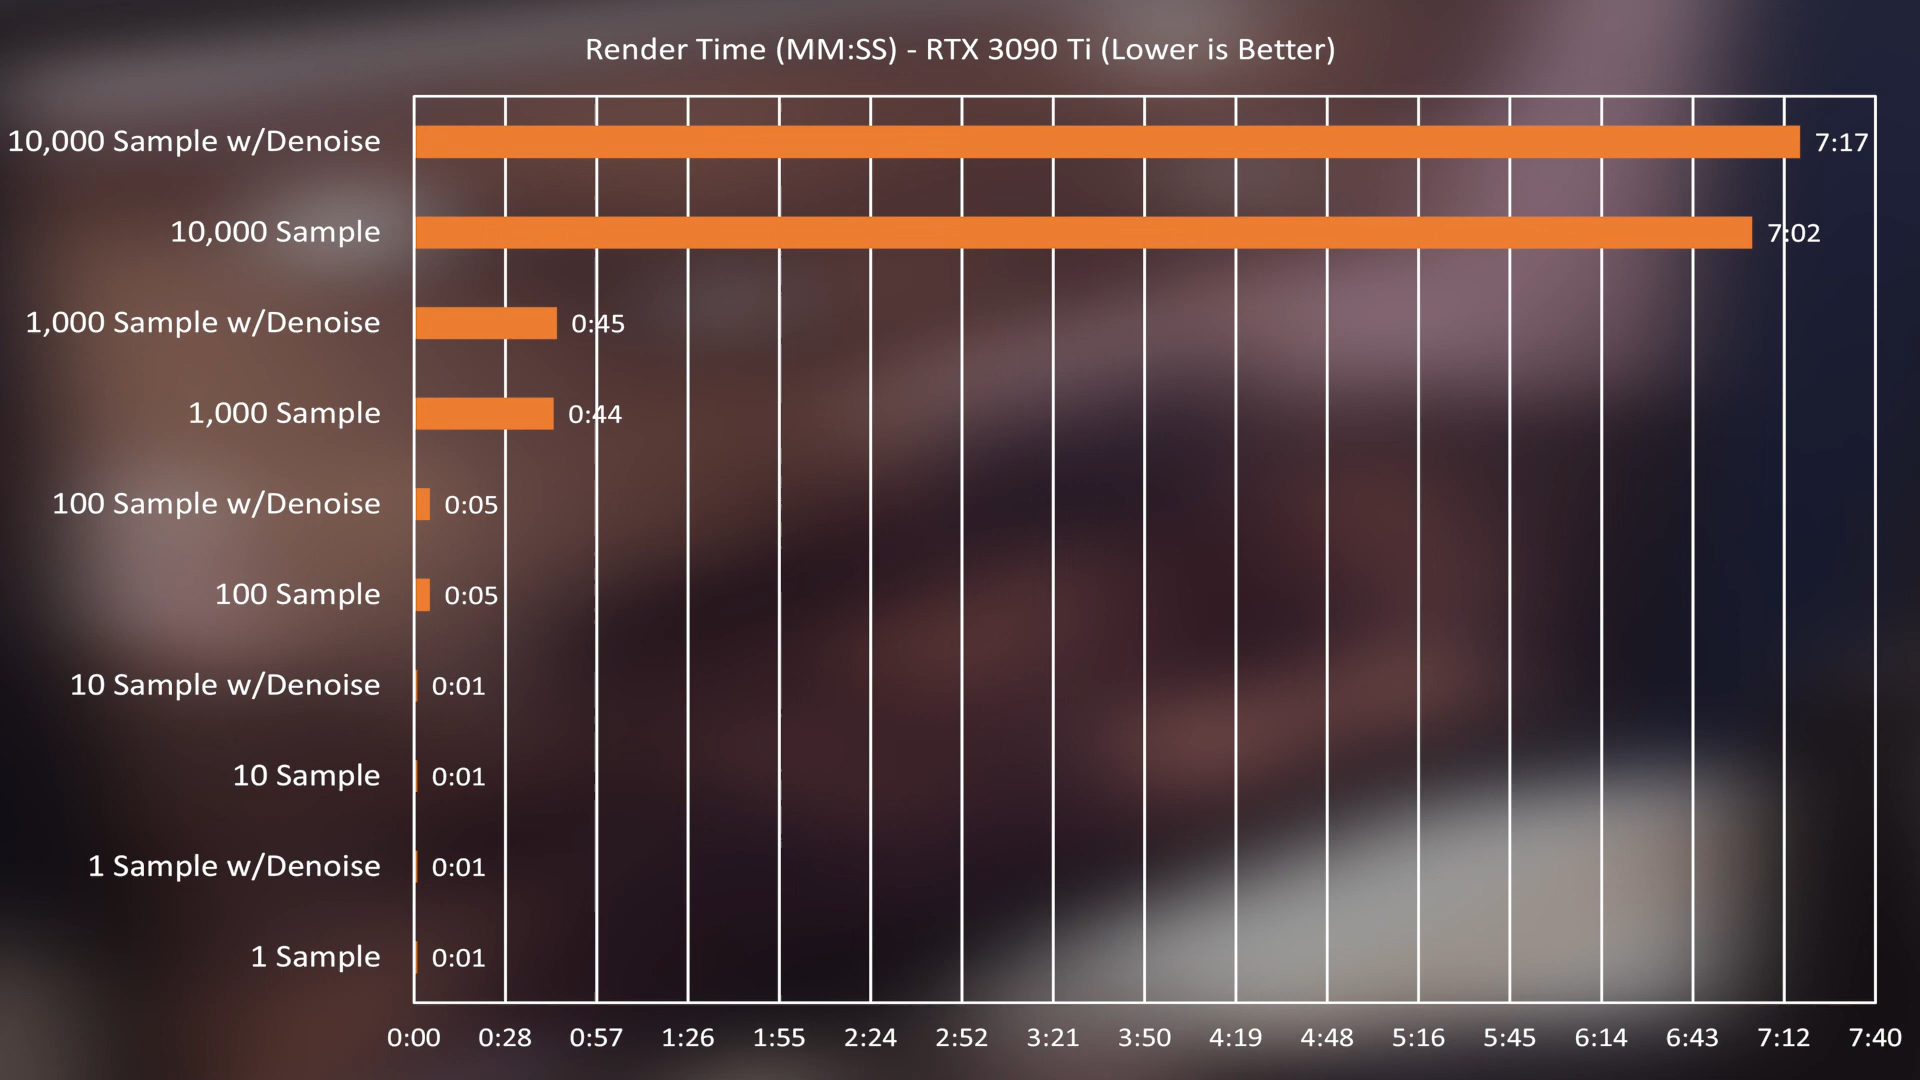 Render Time (MM:SS) - RTX 3090 Ti (Lower is Better)
10,000 Sample w/Denoise 7:17
10,000 Sample 7:02
1,000 Sample w/Denoise 0:45
1,000 Sample 0:44
100 Sample w/Denoise 0:05
100 Sample 0:05
10 Sample w/Denoise 0:01
10 Sample 0:01
1 Sample w/Denoise 0:01
1 Sample 0:01
0:00 0:28 0:57 1:26 1:55 2:24 2:52 3:21 3:50 4:19 4:48 5:16 5:45 6:14 6:43 7:12 7:40